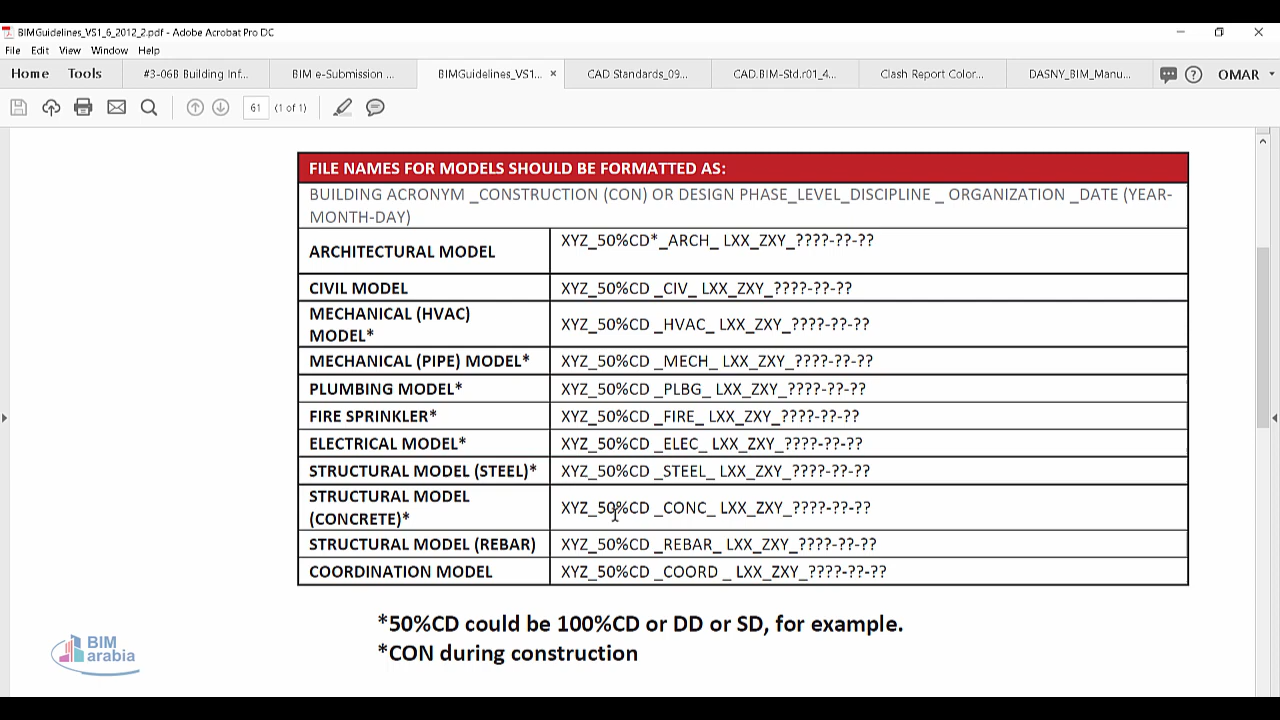 BIMGuidelines_VS1_6_2012_2.pdf - Adobe Acrobat Pro DC
File Edit View Window Help
Home Tools #3-06B Building Inf... BIM e-Submission ... BIMGuidelines_VS1... × CAD Standards_09... CAD.BIM-Std.r01_4... Clash Report Color... DASNY_BIM_Manu... OMAR
61 (1 of 1)
FILE NAMES FOR MODELS SHOULD BE FORMATTED AS:
BUILDING ACRONYM _CONSTRUCTION (CON) OR DESIGN PHASE_LEVEL_DISCIPLINE _ ORGANIZATION _DATE (YEAR-
MONTH-DAY)
ARCHITECTURAL MODEL XYZ_50%CD*_ARCH_ LXX_ZXY_????-??-??
CIVIL MODEL XYZ_50%CD _CIV_ LXX_ZXY_????-??-??
MECHANICAL (HVAC)
MODEL* XYZ_50%CD _HVAC_ LXX_ZXY_????-??-??
MECHANICAL (PIPE) MODEL* XYZ_50%CD _MECH_ LXX_ZXY_????-??-??
PLUMBING MODEL* XYZ_50%CD _PLBG_ LXX_ZXY_????-??-??
FIRE SPRINKLER* XYZ_50%CD _FIRE_ LXX_ZXY_????-??-??
ELECTRICAL MODEL* XYZ_50%CD _ELEC_ LXX_ZXY_????-??-??
STRUCTURAL MODEL (STEEL)* XYZ_50%CD _STEEL_ LXX_ZXY_????-??-??
STRUCTURAL MODEL
(CONCRETE)* XYZ_50%CD _CONC_ LXX_ZXY_????-??-??
STRUCTURAL MODEL (REBAR) XYZ_50%CD _REBAR_ LXX_ZXY_????-??-??
COORDINATION MODEL XYZ_50%CD _COORD _ LXX_ZXY_????-??-??
*50%CD could be 100%CD or DD or SD, for example.
*CON during construction
BIM
arabia